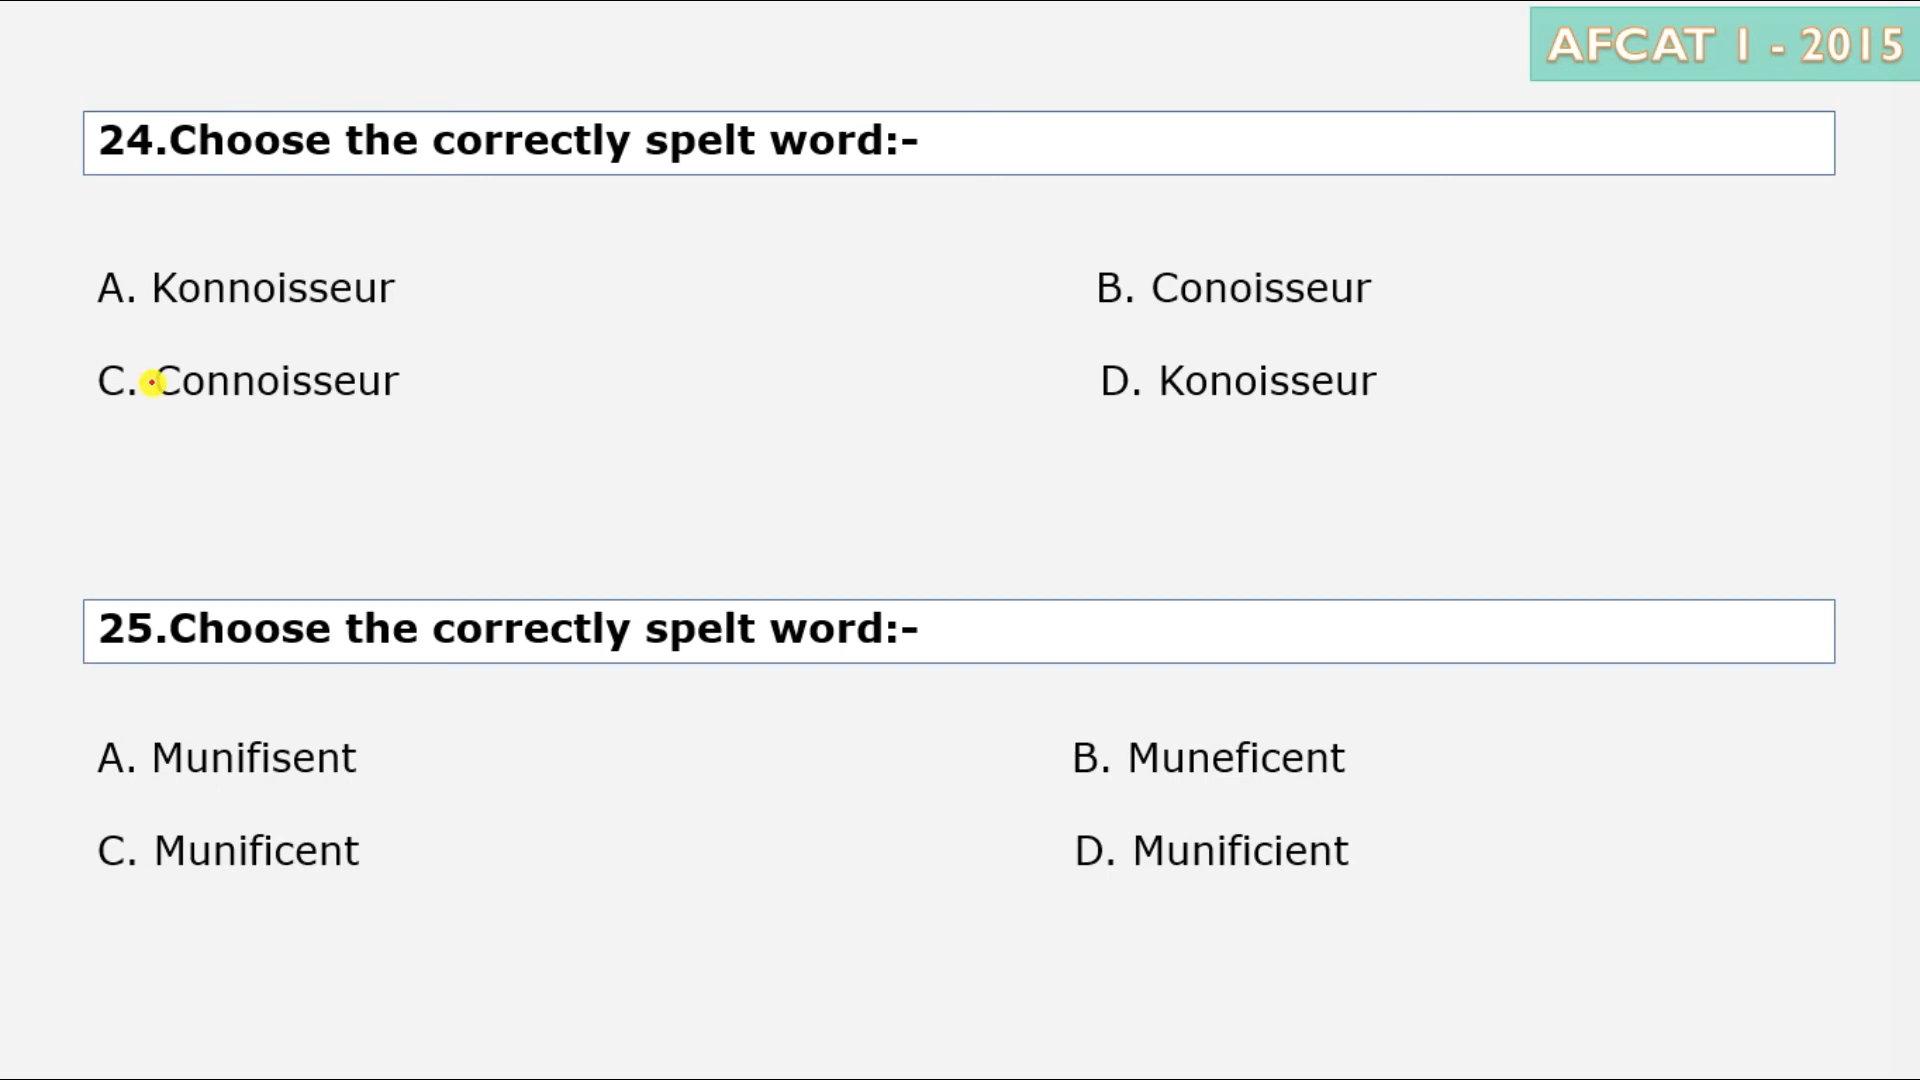 AFCAT 1 - 2015
24.Choose the correctly spelt word:-
A. Konnoisseur B. Conoisseur
C. Connoisseur D. Konoisseur
25.Choose the correctly spelt word:-
A. Munifisent B. Muneficent
C. Munificent D. Munificient